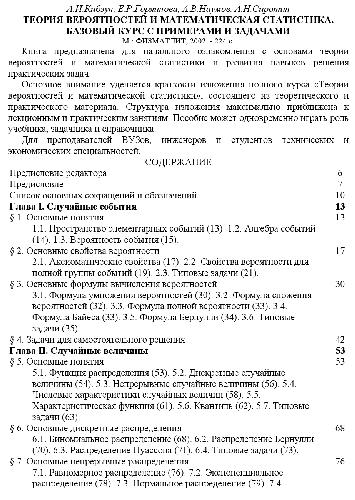 А.И.Кибзун, Е.Р.Горяинова, А.В.Наумов, А.Н.Сиротин
ТЕОРИЯ ВЕРОЯТНОСТЕЙ И МАТЕМАТИЧЕСКАЯ СТАТИСТИКА.
БАЗОВЫЙ КУРС С ПРИМЕРАМИ И ЗАДАЧАМИ
М.: ФИЗМАТЛИТ, 2002. - 224 с.
Книга предназначена для начального ознакомления с основами теории
вероятностей и математической статистики и развития навыков решения
практических задач.
Основное внимание уделяется краткости изложения полного курса «Теория
вероятностей и математической статистики», состоящего из теоретического и
практического материала. Структура изложения максимально приближена к
лекционным и практическим занятиям. Пособие может одновременно играть роль
учебника, задачника и справочника.
Для преподавателей ВУЗов, инженеров и студентов технических и
экономических специальностей.
СОДЕРЖАНИЕ
Предисловие редактора 6
Предисловие 7
Список основных сокращений и обозначений 10
Глава I. Случайные события 13
§ 1. Основные понятия 13
1.1. Пространство элементарных событий (13). 1.2. Алгебра событий
(14). 1.3. Вероятность события (15).
§ 2. Основные свойства вероятности 17
2.1. Аксиоматические свойства (17). 2.2. Свойства вероятности для
полной группы событий (19). 2.3. Типовые задачи (21).
§ 3. Основные формулы вычисления вероятностей 30
3.1. Формула умножения вероятностей (30). 3.2. Формула сложения
вероятностей (32). 3.3. Формула полной вероятности (33). 3.4.
Формула Байеса (33). 3.5. Формула Бернулли (34). 3.6. Типовые
задачи (35).
§ 4. Задачи для самостоятельного решения 42
Глава II. Случайные величины 53
§ 5. Основные понятия 53
5.1. Функция распределения (53). 5.2. Дискретные случайные
величины (54). 5.3. Непрерывные случайные величины (56). 5.4.
Числовые характеристики случайных величин (58). 5.5.
Характеристическая функция (61). 5.6. Квантиль (62). 5.7. Типовые
задачи (63)
§ 6. Основные дискретные распределения 68
6.1. Биномиальное распределение (68). 6.2. Распределение Бернулли
(70). 6.3. Распределение Пуассона (71). 6.4. Типовые задачи (73).
§ 7. Основные непрерывные распределения 76
7.1. Равномерное распределение (76). 7.2. Экспоненциальное
распределение (78). 7.3. Нормальное распределение (79). 7.4.